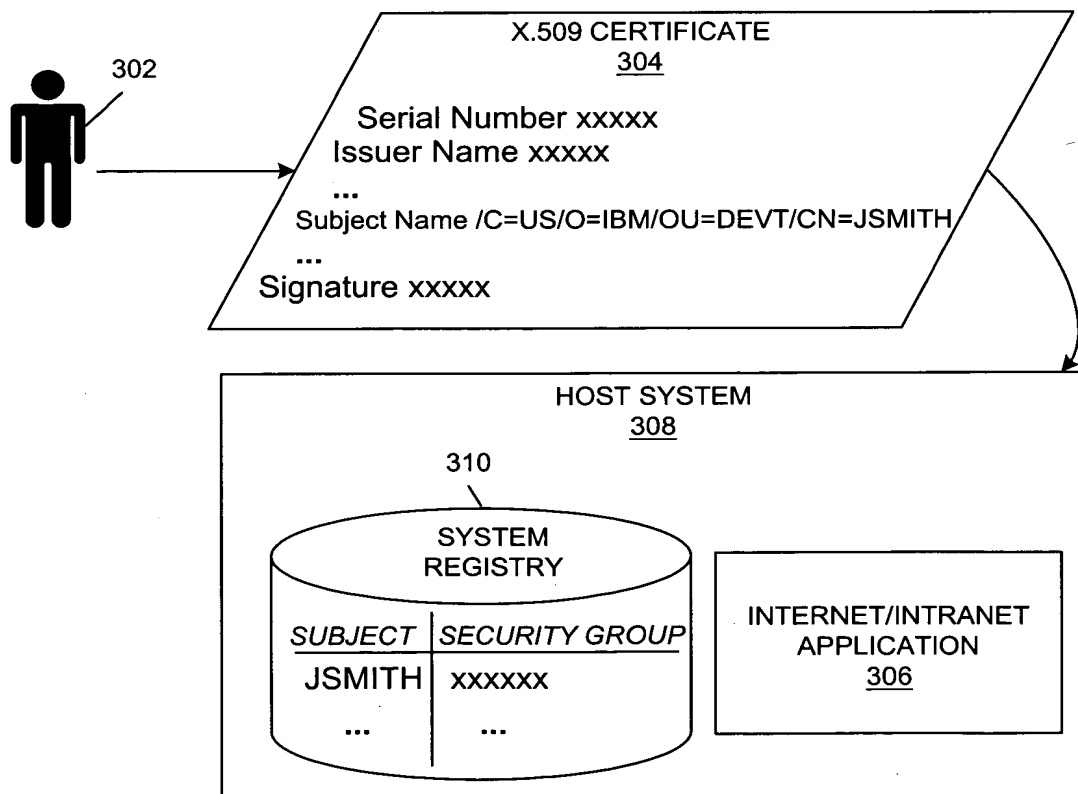 302
X.509 CERTIFICATE
304
Serial Number xxxxx
Issuer Name xxxxx
...
Subject Name /C=US/O=IBM/OU=DEVT/CN=JSMITH
...
Signature xxxxx
HOST SYSTEM
308
310
SYSTEM
REGISTRY
SUBJECT SECURITY GROUP
JSMITH xxxxxx
... ...
INTERNET/INTRANET
APPLICATION
306